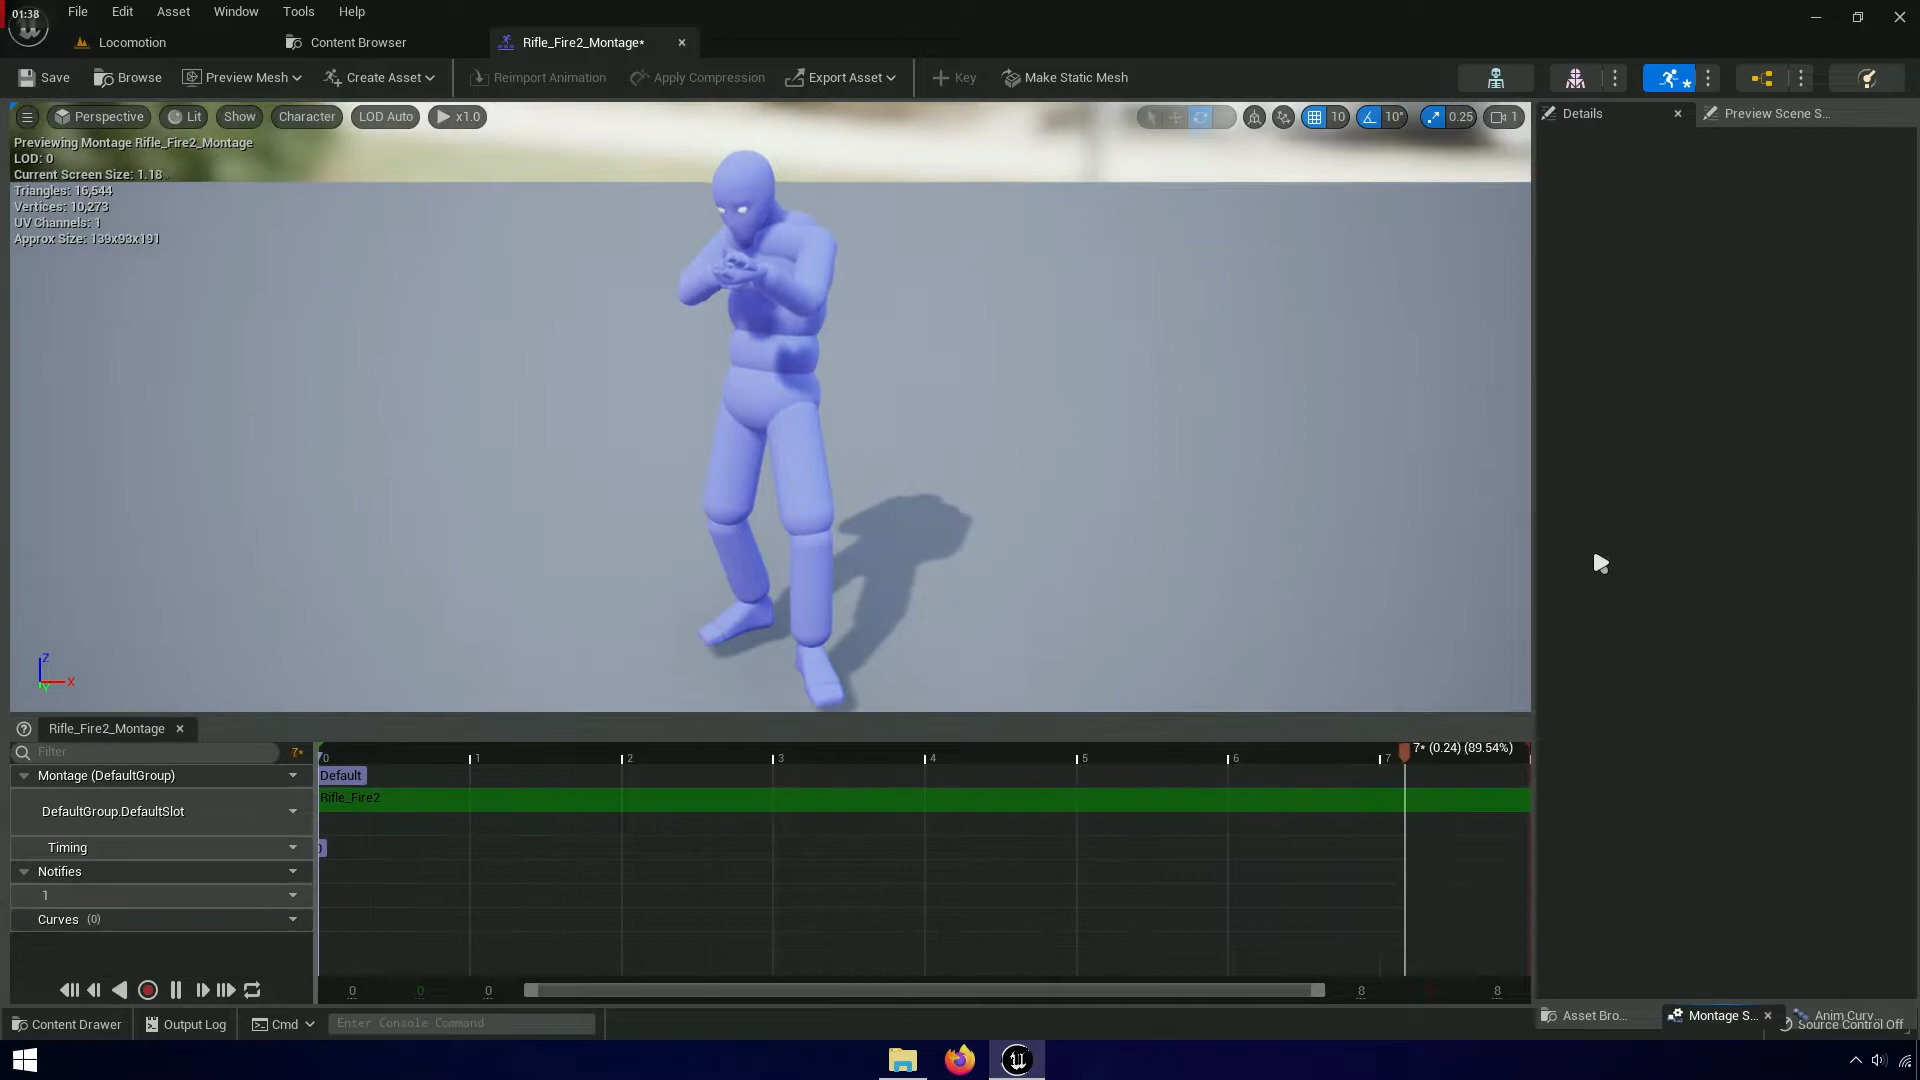 01:38
File Edit Asset Window Tools Help
Locomotion Content Browser Rifle_Fire2_Montage*
Save Browse Preview Mesh Create Asset Reimport Animation Apply Compression Export Asset Key Make Static Mesh
Perspective Lit Show Character LOD Auto x1.0 10 10° 0.25 1
Details Preview Scene S...
Previewing Montage Rifle_Fire2_Montage
LOD: 0
Current Screen Size: 1.18
Triangles: 16,544
Vertices: 10,273
UV Channels: 1
Approx Size: 139x93x191
Z
X
Y
Rifle_Fire2_Montage
Filter 7*
0 1 2 3 4 5 6 7 7* (0.24) (89.54%)
Montage (DefaultGroup) Default
Rifle_Fire2
DefaultGroup.DefaultSlot
Timing
Notifies
1
Curves (0)
0 0 0 8 8
Content Drawer Output Log Cmd Enter Console Command
Asset Bro... Montage S... Anim Curv...
Source Control Off